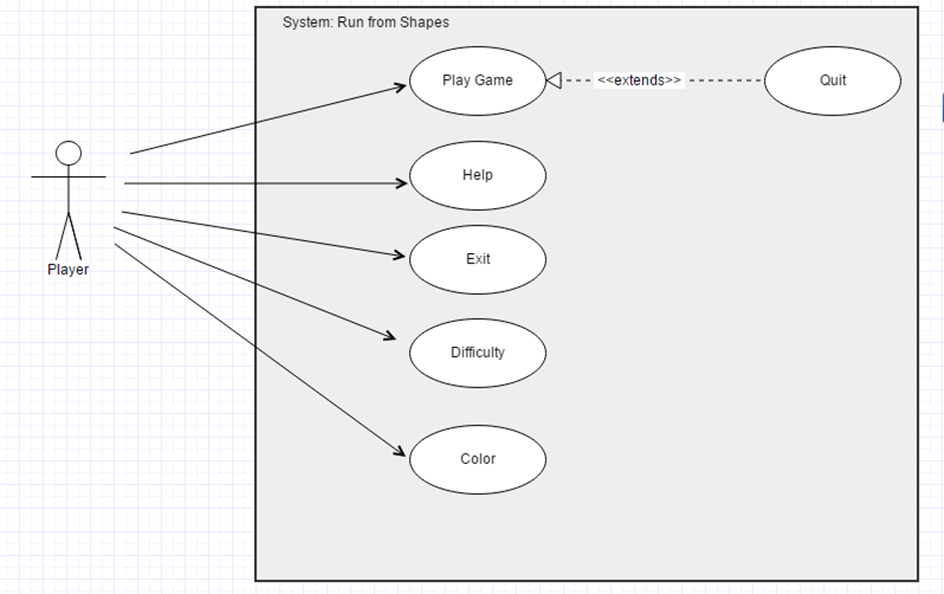 System: Run from Shapes
Play Game
<<extends>>
Quit
Help
Exit
Player
Difficulty
Color